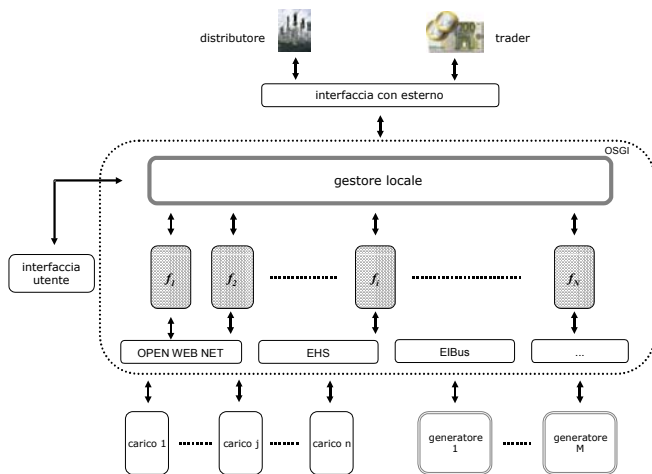 distributore
trader
interfaccia con esterno
OSGI
gestore locale
interfaccia
utente
f1
f2
fi
fN
OPEN WEB NET
EHS
EIBus
...
carico 1
carico j
carico n
generatore
1
generatore
M